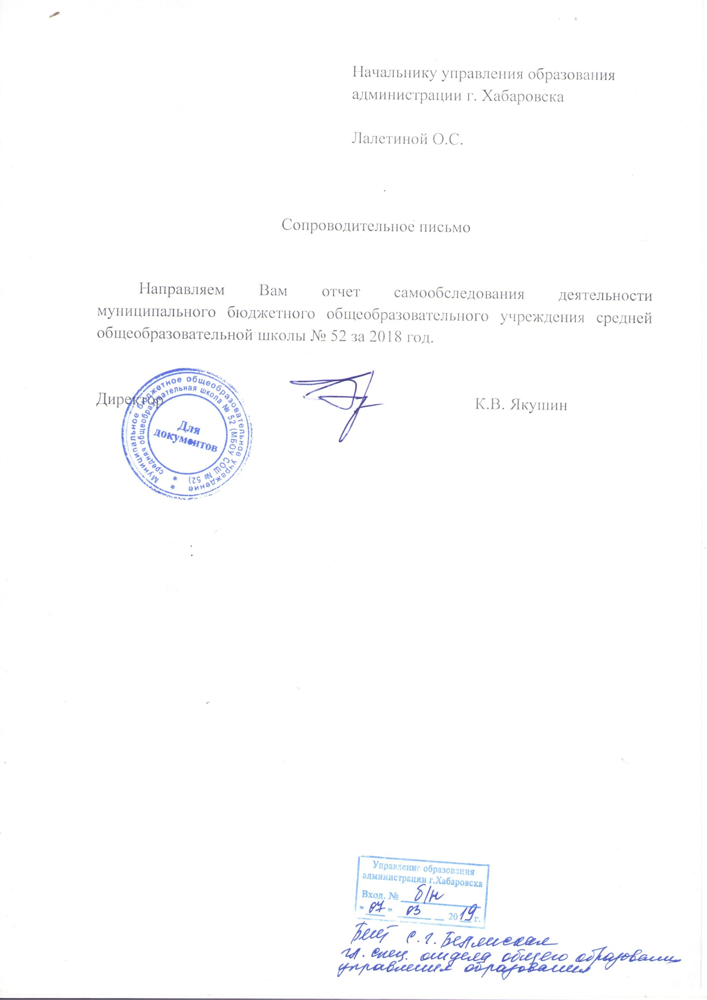 Начальнику управления образования
администрации г. Хабаровска
Лалетиной О.С.
Сопроводительное письмо
Направляем Вам отчет самообследования деятельности
муниципального бюджетного общеобразовательного учреждения средней
общеобразовательной школы № 52 за 2018 год.
Директор
К.В. Якушин
Муниципальное бюджетное общеобразовательное учреждение *
средняя общеобразовательная школа № 52 (МБОУ СОШ № 52) *
Для
документов
Управление образования
администрации г.Хабаровска
Вход. № б/н
" 07 " 03 2019 г.
С.Г.
гл. спец. отдела общего образования
управления образования